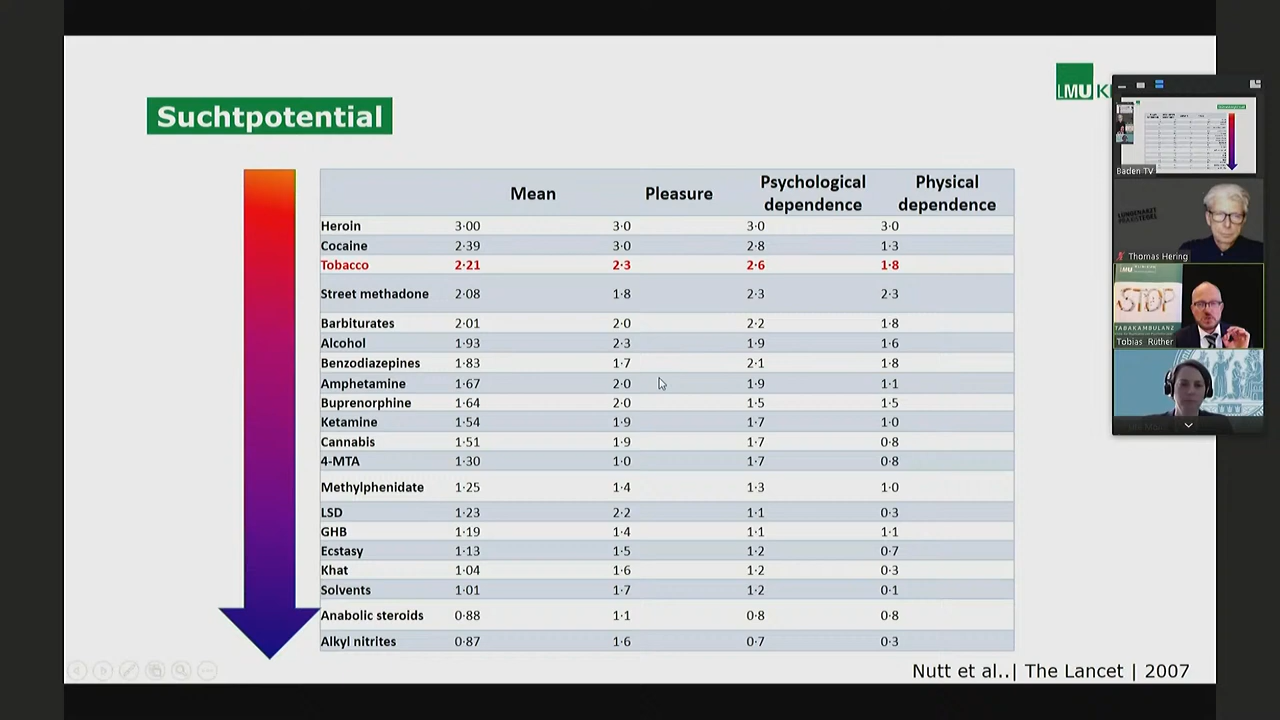 LMU K
Suchtpotential
Mean Pleasure Psychological dependence Physical dependence
Heroin 3·00 3·0 3·0 3·0
Cocaine 2·39 3·0 2·8 1·3
Tobacco 2·21 2·3 2·6 1·8
Street methadone 2·08 1·8 2·3 2·3
Barbiturates 2·01 2·0 2·2 1·8
Alcohol 1·93 2·3 1·9 1·6
Benzodiazepines 1·83 1·7 2·1 1·8
Amphetamine 1·67 2·0 1·9 1·1
Buprenorphine 1·64 2·0 1·5 1·5
Ketamine 1·54 1·9 1·7 1·0
Cannabis 1·51 1·9 1·7 0·8
4-MTA 1·30 1·0 1·7 0·8
Methylphenidate 1·25 1·4 1·3 1·0
LSD 1·23 2·2 1·1 0·3
GHB 1·19 1·4 1·1 1·1
Ecstasy 1·13 1·5 1·2 0·7
Khat 1·04 1·6 1·2 0·3
Solvents 1·01 1·7 1·2 0·1
Anabolic steroids 0·88 1·1 0·8 0·8
Alkyl nitrites 0·87 1·6 0·7 0·3
Nutt et al..| The Lancet | 2007
Baden TV
LUNGENARZT
Thomas Hering
LMU
STOP
TABAKAMBULANZ
Tobias Rüther